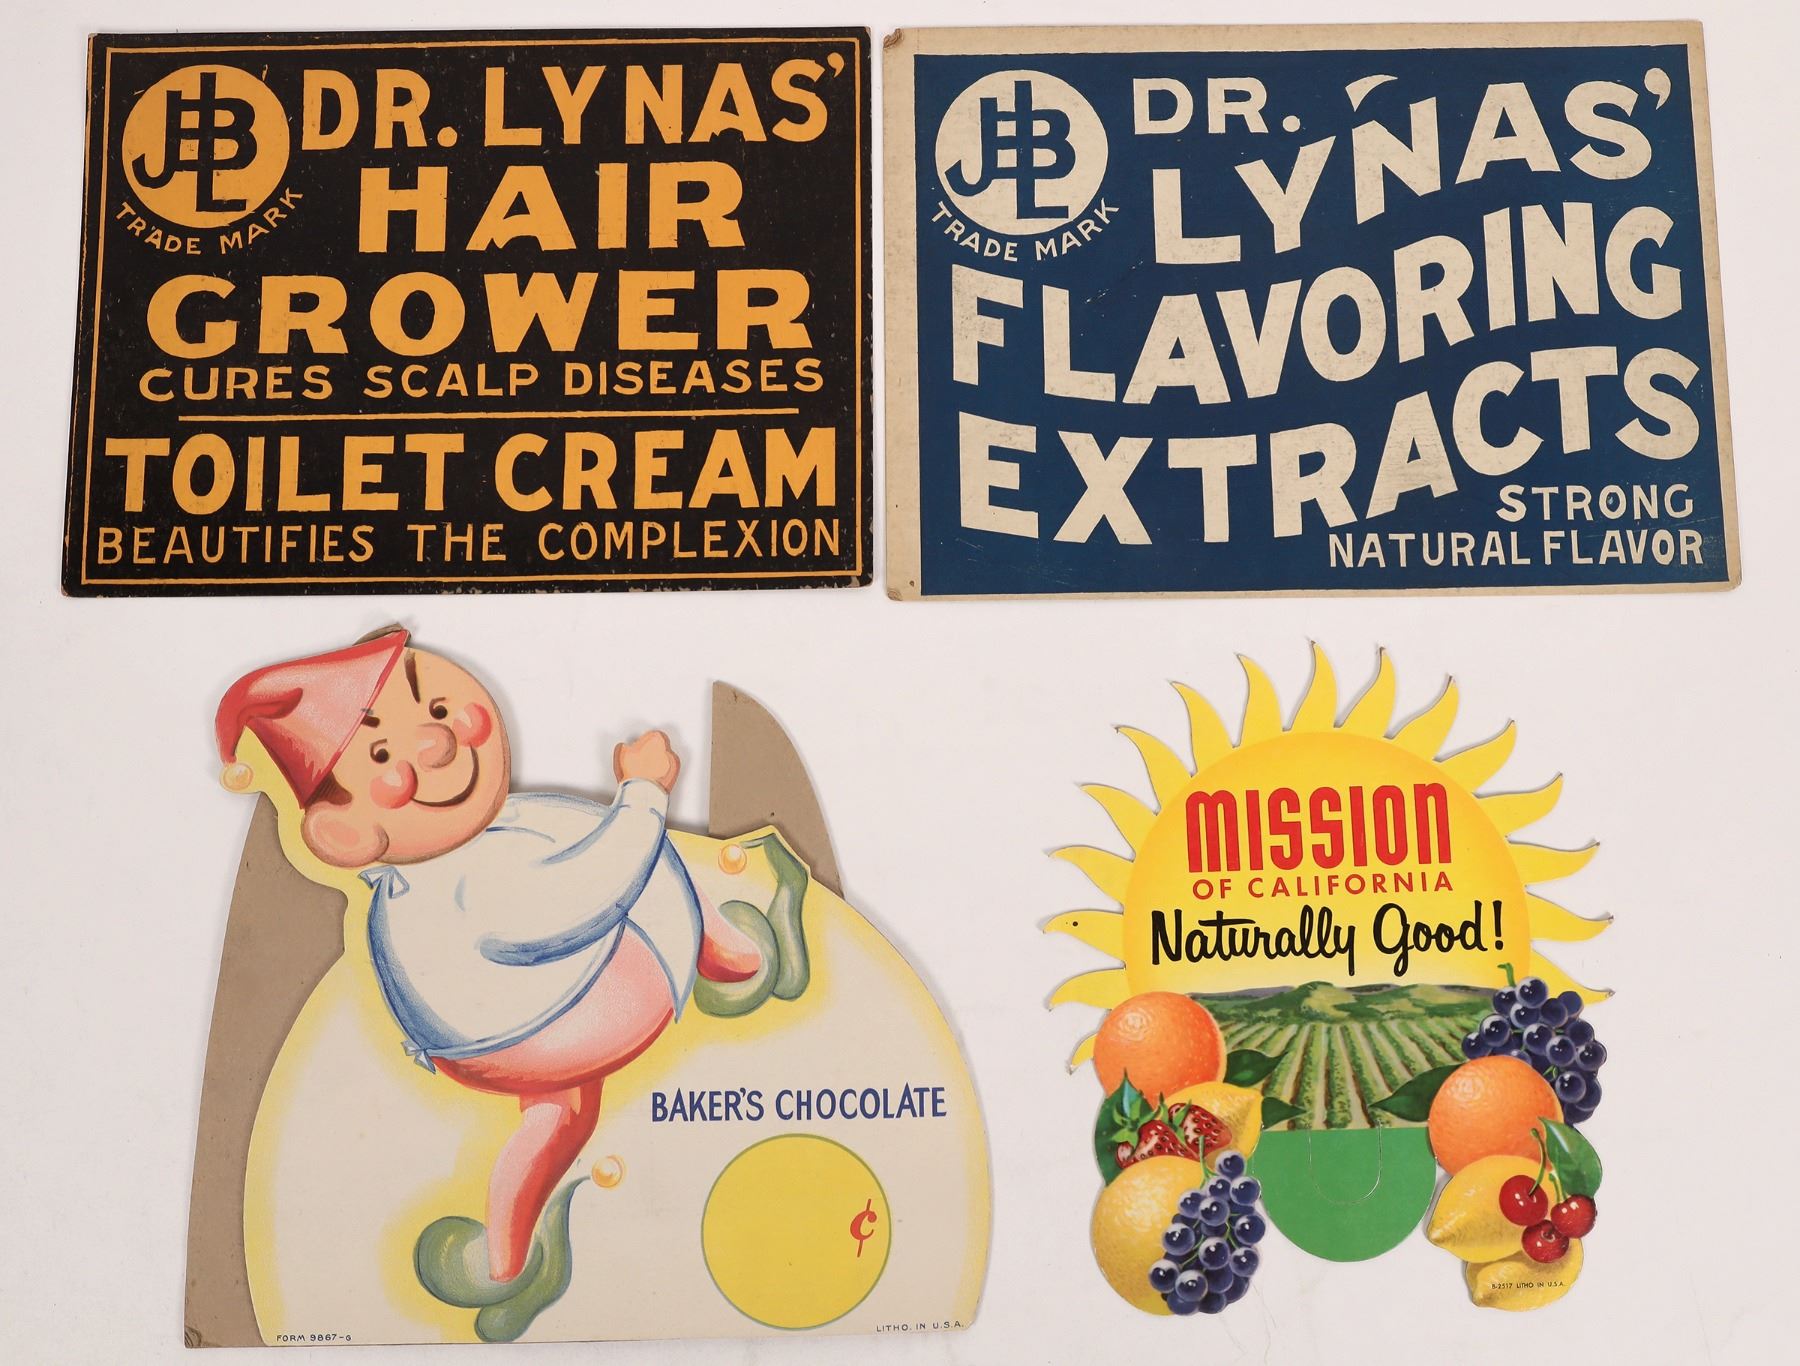 JBL
TRADE MARK
DR. LYNAS'
HAIR
GROWER
CURES SCALP DISEASES
TOILET CREAM
BEAUTIFIES THE COMPLEXION
JBL
TRADE MARK
DR.
LYNAS'
FLAVORING
EXTRACTS
STRONG
NATURAL FLAVOR
BAKER'S CHOCOLATE
¢
FORM 9867-G
LITHO. IN U.S.A.
MISSION
OF CALIFORNIA
Naturally Good!
B-2517 LITHO IN U.S.A.